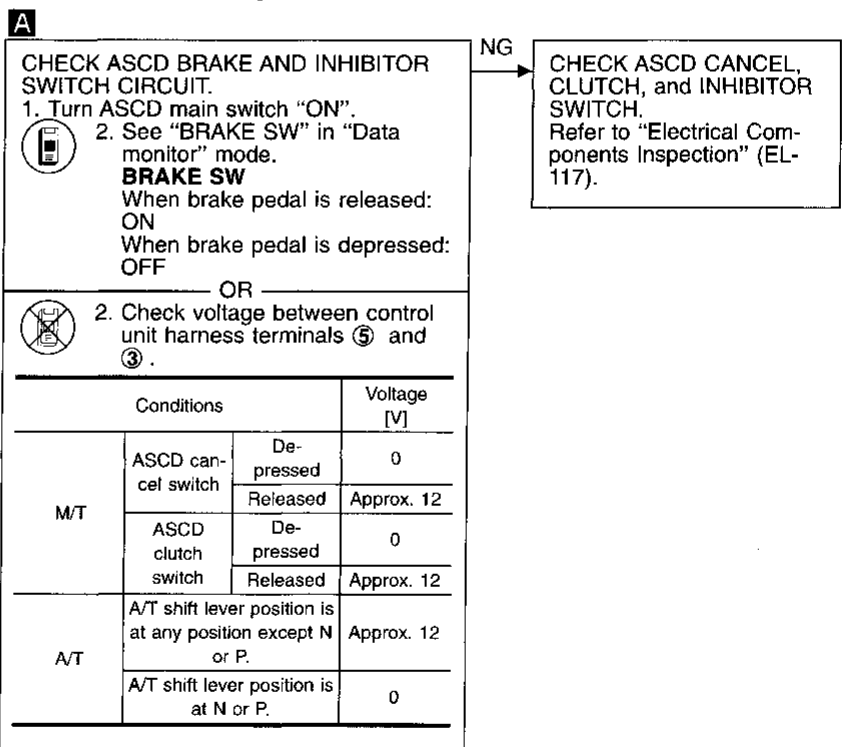 A
CHECK ASCD BRAKE AND INHIBITOR
SWITCH CIRCUIT.
1. Turn ASCD main switch “ON”.
2. See “BRAKE SW” in “Data
monitor” mode.
BRAKE SW
When brake pedal is released:
ON
When brake pedal is depressed:
OFF
OR
2. Check voltage between control
unit harness terminals ⑤ and
③ .
NG
CHECK ASCD CANCEL,
CLUTCH, and INHIBITOR
SWITCH.
Refer to “Electrical Com-
ponents Inspection” (EL-
117).
Conditions
Voltage
[V]
M/T
ASCD can-
cel switch
De-
pressed
0
Released
Approx. 12
ASCD
clutch
switch
De-
pressed
0
Released
Approx. 12
A/T
A/T shift lever position is
at any position except N
or P.
Approx. 12
A/T shift lever position is
at N or P.
0